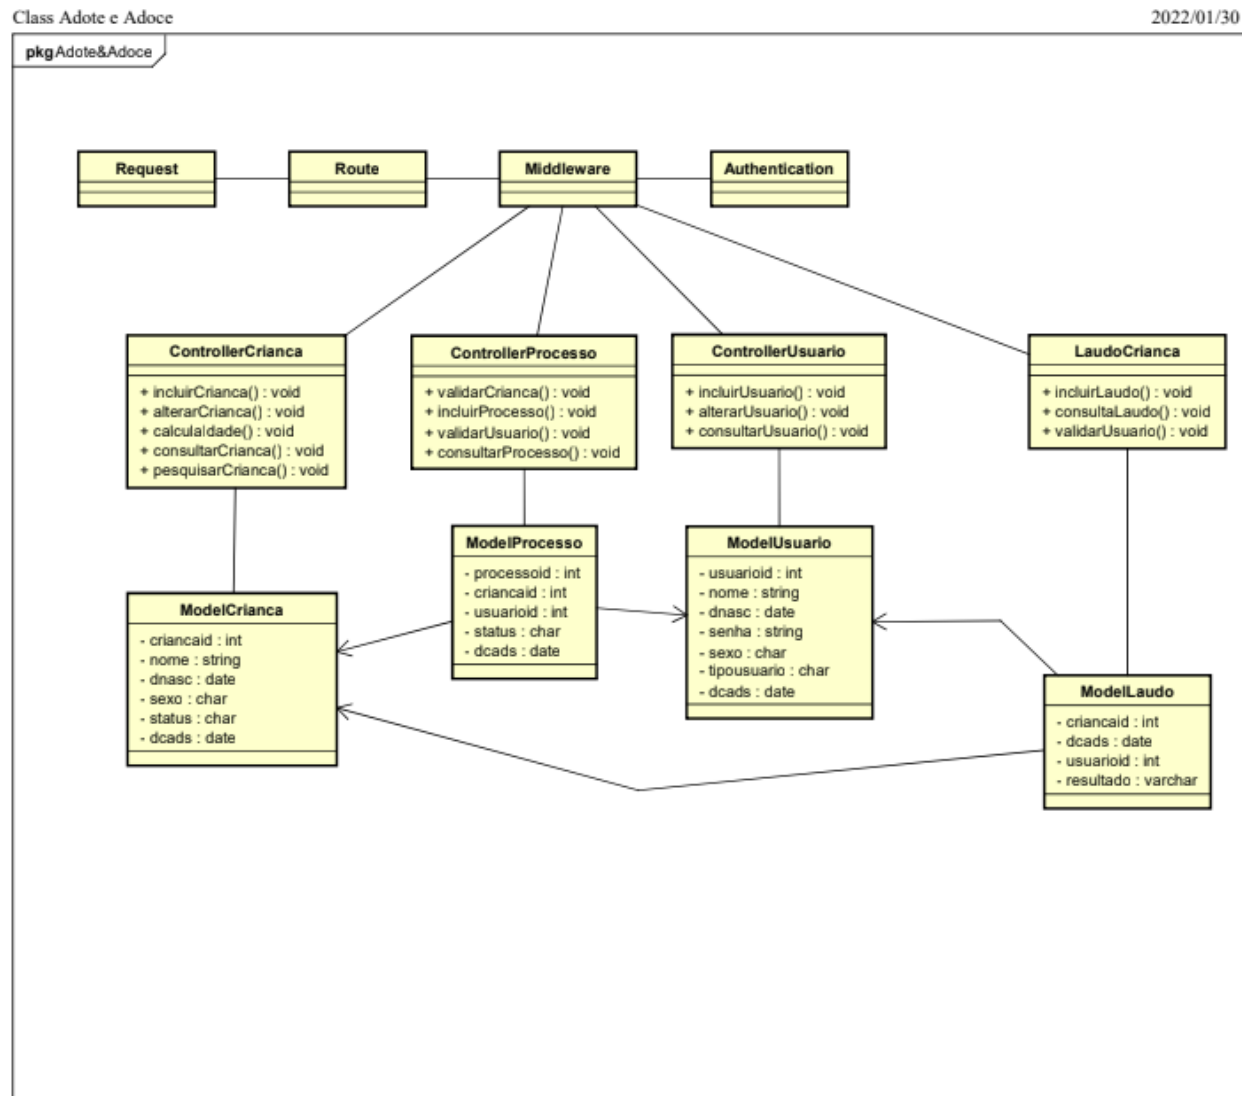 Class Adote e Adoce
2022/01/30
pkg Adote&Adoce
Request
Route
Middleware
Authentication
ControllerCrianca
+ incluirCrianca() : void
+ alterarCrianca() : void
+ calculaIdade() : void
+ consultarCrianca() : void
+ pesquisarCrianca() : void
ControllerProcesso
+ validarCrianca() : void
+ incluirProcesso() : void
+ validarUsuario() : void
+ consultarProcesso() : void
ControllerUsuario
+ incluirUsuario() : void
+ alterarUsuario() : void
+ consultarUsuario() : void
LaudoCrianca
+ incluirLaudo() : void
+ consultaLaudo() : void
+ validarUsuario() : void
ModelCrianca
- criancaid : int
- nome : string
- dnasc : date
- sexo : char
- status : char
- dcads : date
ModelProcesso
- processoid : int
- criancaid : int
- usuarioid : int
- status : char
- dcads : date
ModelUsuario
- usuarioid : int
- nome : string
- dnasc : date
- senha : string
- sexo : char
- tipousuario : char
- dcads : date
ModelLaudo
- criancaid : int
- dcads : date
- usuarioid : int
- resultado : varchar